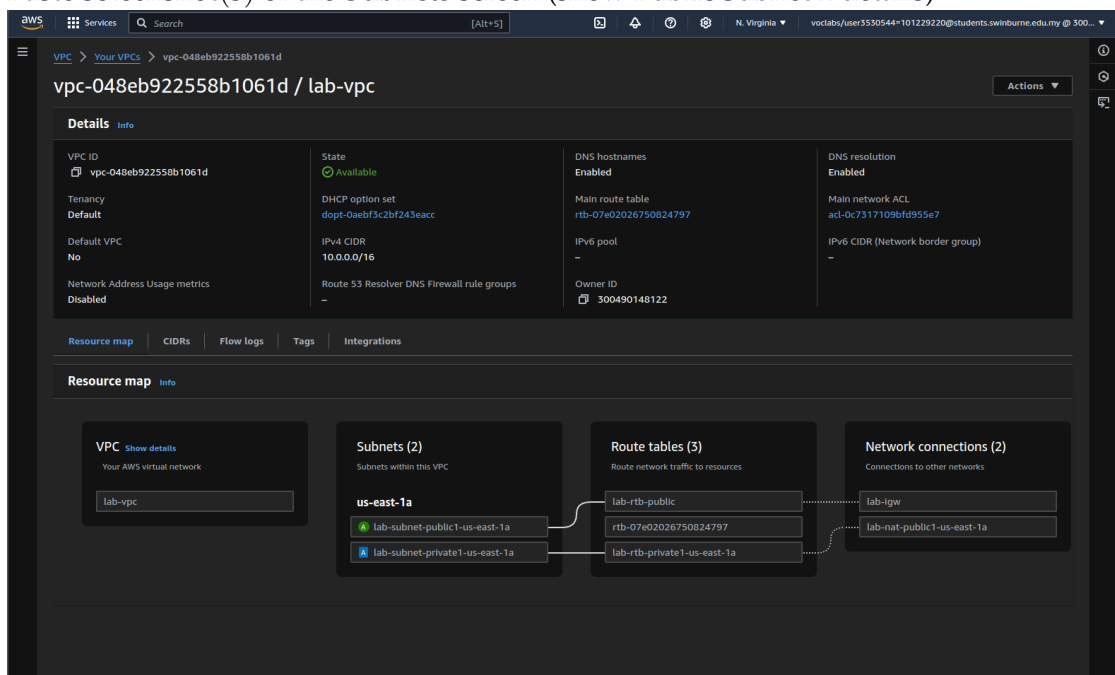 aws Services Search [Alt+S] N. Virginia voclabs/user3530544=101229220@students.swinburne.edu.my @ 300...
VPC > Your VPCs > vpc-048eb922558b1061d
vpc-048eb922558b1061d / lab-vpc
Actions
Details Info
VPC ID State DNS hostnames DNS resolution
vpc-048eb922558b1061d Available Enabled Enabled
Tenancy DHCP option set Main route table Main network ACL
Default dopt-0aebf3c2bf243eacc rtb-07e02026750824797 acl-0c7317109bfd955e7
Default VPC IPv4 CIDR IPv6 pool IPv6 CIDR (Network border group)
No 10.0.0.0/16 – –
Network Address Usage metrics Route 53 Resolver DNS Firewall rule groups Owner ID
Disabled – 300490148122
Resource map CIDRs Flow logs Tags Integrations
Resource map Info
VPC Show details Subnets (2) Route tables (3) Network connections (2)
Your AWS virtual network Subnets within this VPC Route network traffic to resources Connections to other networks
lab-vpc us-east-1a lab-rtb-public lab-igw
A lab-subnet-public1-us-east-1a rtb-07e02026750824797 lab-nat-public1-us-east-1a
A lab-subnet-private1-us-east-1a lab-rtb-private1-us-east-1a